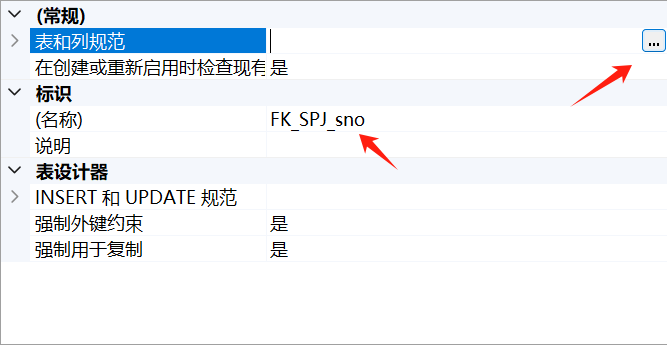 (常规)
表和列规范
...
在创建或重新启用时检查现有 是
标识
(名称) FK_SPJ_sno
说明
表设计器
INSERT 和 UPDATE 规范
强制外键约束 是
强制用于复制 是